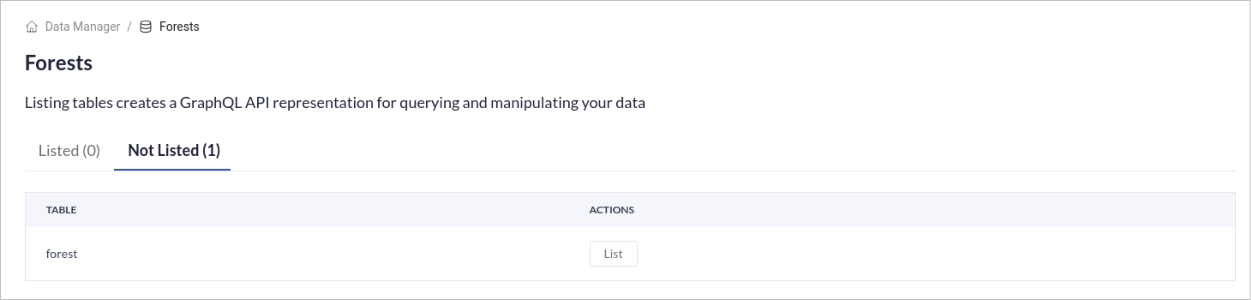 Data Manager / Forests
Forests
Listing tables creates a GraphQL API representation for querying and manipulating your data
Listed (0) Not Listed (1)
TABLE ACTIONS
forest List